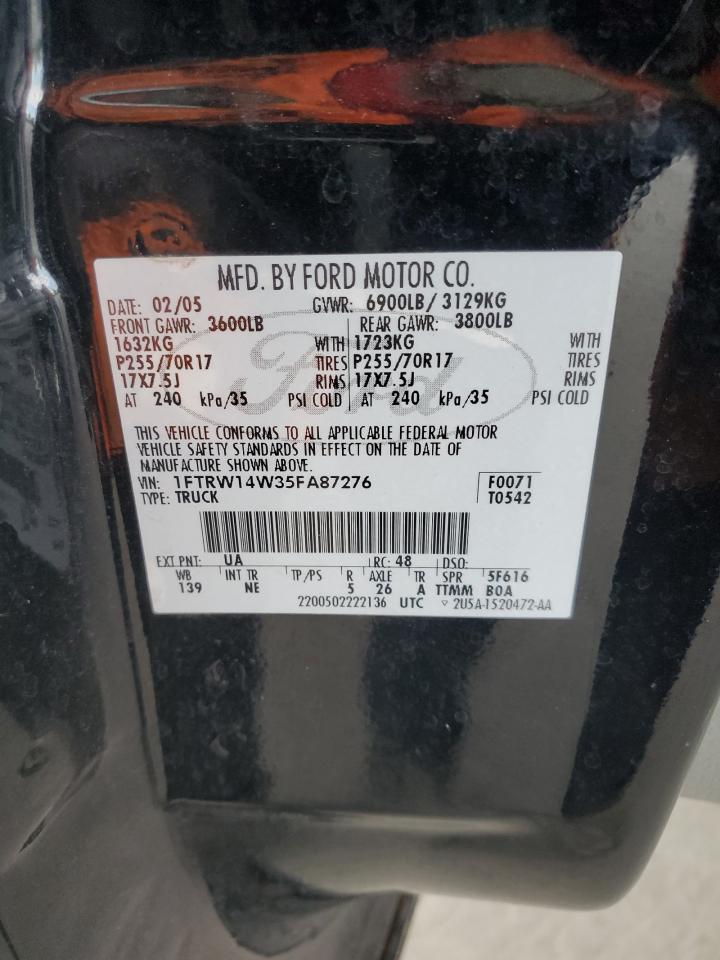 MFD. BY FORD MOTOR CO.
DATE: 02/05 GVWR: 6900LB/ 3129KG
FRONT GAWR: 3600LB REAR GAWR: 3800LB
1632KG WITH 1723KG WITH
P255/70R17 TIRES P255/70R17 TIRES
17X7.5J RIMS 17X7.5J RIMS
AT 240 kPa/35 PSI COLD AT 240 kPa/35 PSI COLD
Ford
THIS VEHICLE CONFORMS TO ALL APPLICABLE FEDERAL MOTOR
VEHICLE SAFETY STANDARDS IN EFFECT ON THE DATE OF
MANUFACTURE SHOWN ABOVE.
VIN: 1FTRW14W35FA87276 F0071
TYPE: TRUCK T0542
EXT PNT: UA RC: 48 DSO:
WB INT TR TP/PS R AXLE TR SPR 5F616
139 NE 5 26 A TTMM BOA
2200502222136 UTC ▽ 2U5A-1520472-AA